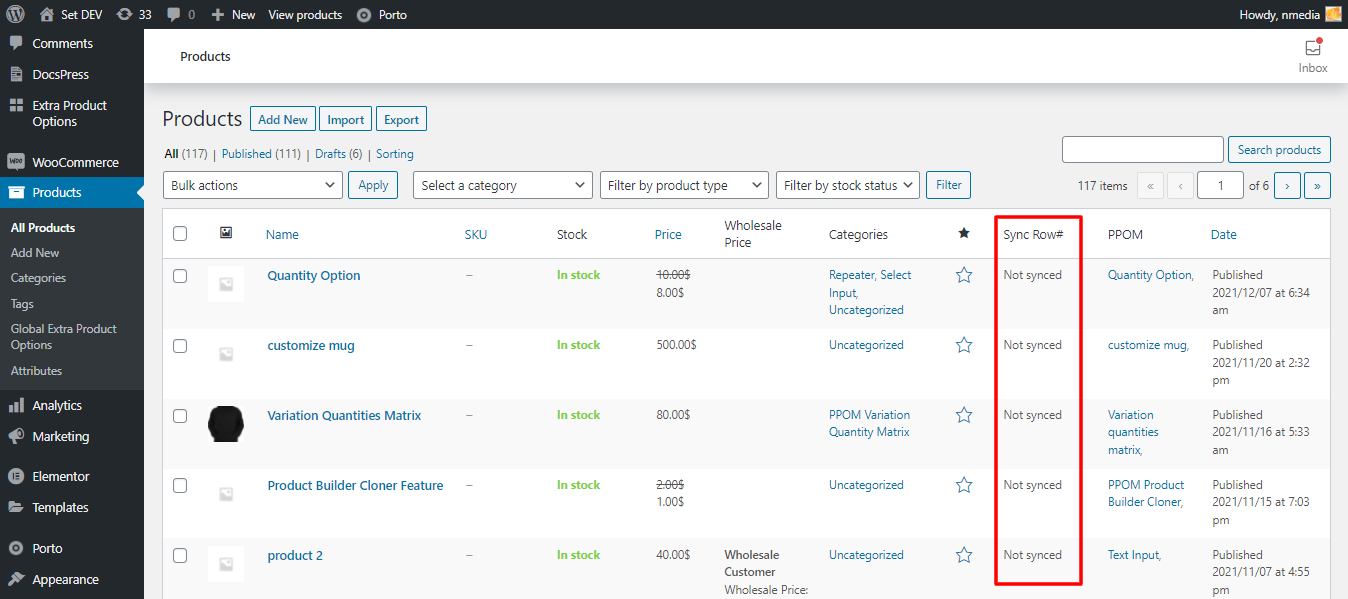 Set DEV 33 0 New View products Porto Howdy, nmedia
Comments
DocsPress
Extra Product
Options
WooCommerce
Products
All Products
Add New
Categories
Tags
Global Extra Product
Options
Attributes
Analytics
Marketing
Elementor
Templates
Porto
Appearance
Products
Inbox
Products Add New Import Export
All (117) | Published (111) | Drafts (6) | Sorting
Search products
Bulk actions Apply Select a category Filter by product type Filter by stock status Filter
117 items « ‹ 1 of 6 › »
Name SKU Stock Price Wholesale
Price Categories Sync Row# PPOM Date
Quantity Option – In stock 10.00$
8.00$
Repeater, Select
Input,
Uncategorized
Not synced
Quantity Option,
Published
2021/12/07 at 6:34
am
customize mug – In stock 500.00$ Uncategorized Not synced customize mug,
Published
2021/11/20 at 2:32
pm
Variation Quantities Matrix – In stock 80.00$
PPOM Variation
Quantity Matrix
Not synced
Variation
quantities
matrix,
Published
2021/11/16 at 5:33
am
Product Builder Cloner Feature – In stock 2.00$
1.00$
Uncategorized
Not synced
PPOM Product
Builder Cloner,
Published
2021/11/15 at 7:03
pm
product 2 – In stock 40.00$
Wholesale
Customer
Wholesale Price:
Uncategorized
Not synced
Text Input,
Published
2021/11/07 at 4:55
pm